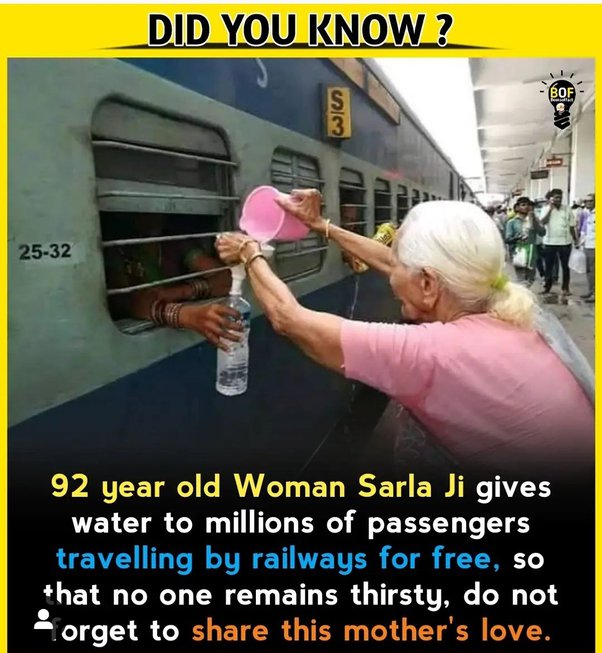 DID YOU KNOW ?
BOF
S
3
25-32
92 year old Woman Sarla Ji gives
water to millions of passengers
travelling by railways for free, so
that no one remains thirsty, do not
forget to share this mother's love.